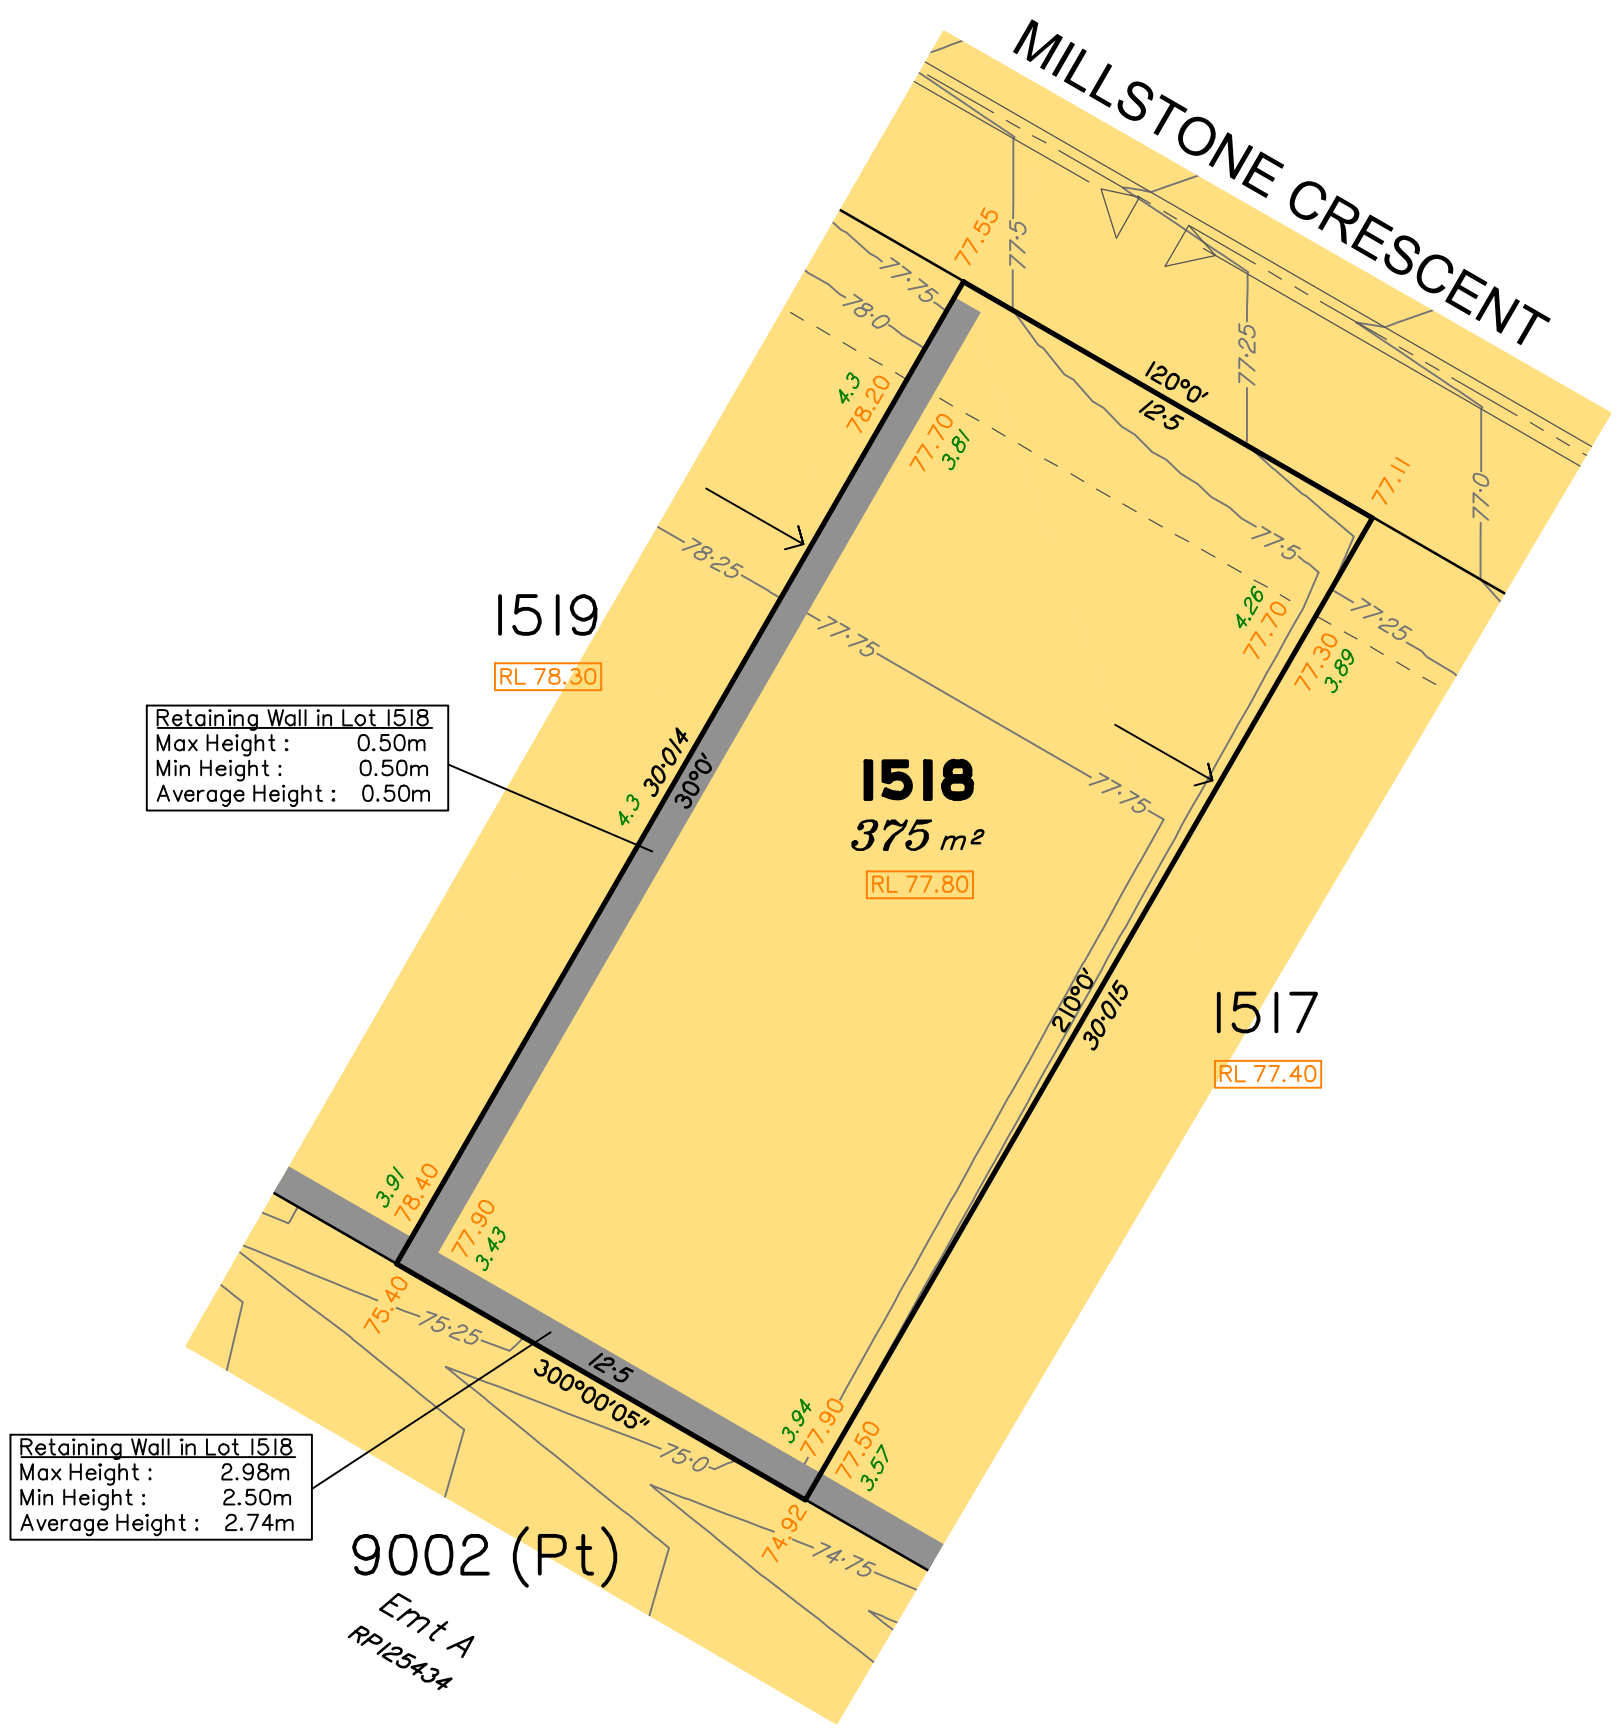 MILLSTONE CRESCENT
77.55
77·5
77·75
78·0
77·25
120°0'
12·5
4.3
78.20
77.70
3.81
77.11
77·0
77·5
78·25
4.26
77.70
77·25
77.30
3.89
1519
RL 78.30
77·75
Retaining Wall in Lot 1518
Max Height : 0.50m
Min Height : 0.50m
Average Height : 0.50m
30·014
30°0'
4.3
1518
375 m²
RL 77.80
77·75
210°0'
30·015
1517
RL 77.40
3.91
78.40
77.90
3.43
75.40
75·25
12·5
300°00'05"
3.94
77.90
77.50
3.57
75·0
74.92
74·75
Retaining Wall in Lot 1518
Max Height : 2.98m
Min Height : 2.50m
Average Height : 2.74m
9002 (Pt)
Emt A
RP125434